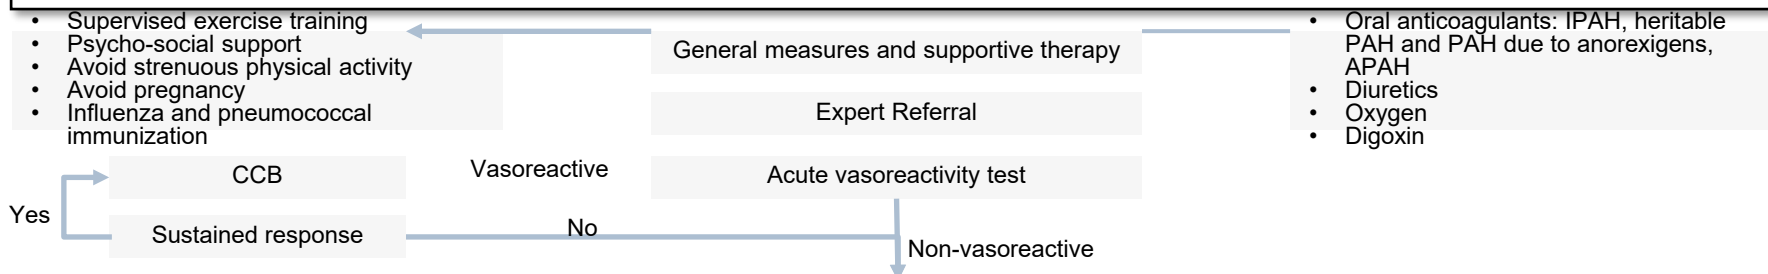 • Supervised exercise training
• Psycho-social support
• Avoid strenuous physical activity
• Avoid pregnancy
• Influenza and pneumococcal
immunization
General measures and supportive therapy
• Oral anticoagulants: IPAH, heritable
PAH and PAH due to anorexigens,
APAH
• Diuretics
• Oxygen
• Digoxin
Expert Referral
CCB
Vasoreactive
Acute vasoreactivity test
Yes
Sustained response
No
Non-vasoreactive